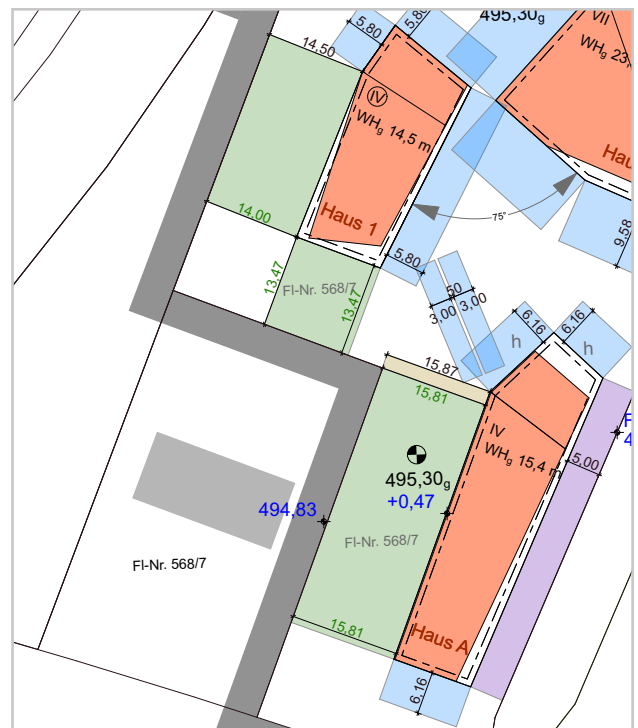 5,80
5,80
495,30g
VII
WHg 23,
14,50
IV
WHg 14,5 m
Hau
14,00
Haus 1
75°
9,58
5,80
13,47
Fl-Nr. 568/7
13,47
50
3,00
3,00
6,16
6,16
h
h
15,87
15,81
F
4
IV
WHg 15,4 m
5,00
495,30g
+0,47
494,83
Fl-Nr. 568/7
Fl-Nr. 568/7
15,81
Haus A
6,16